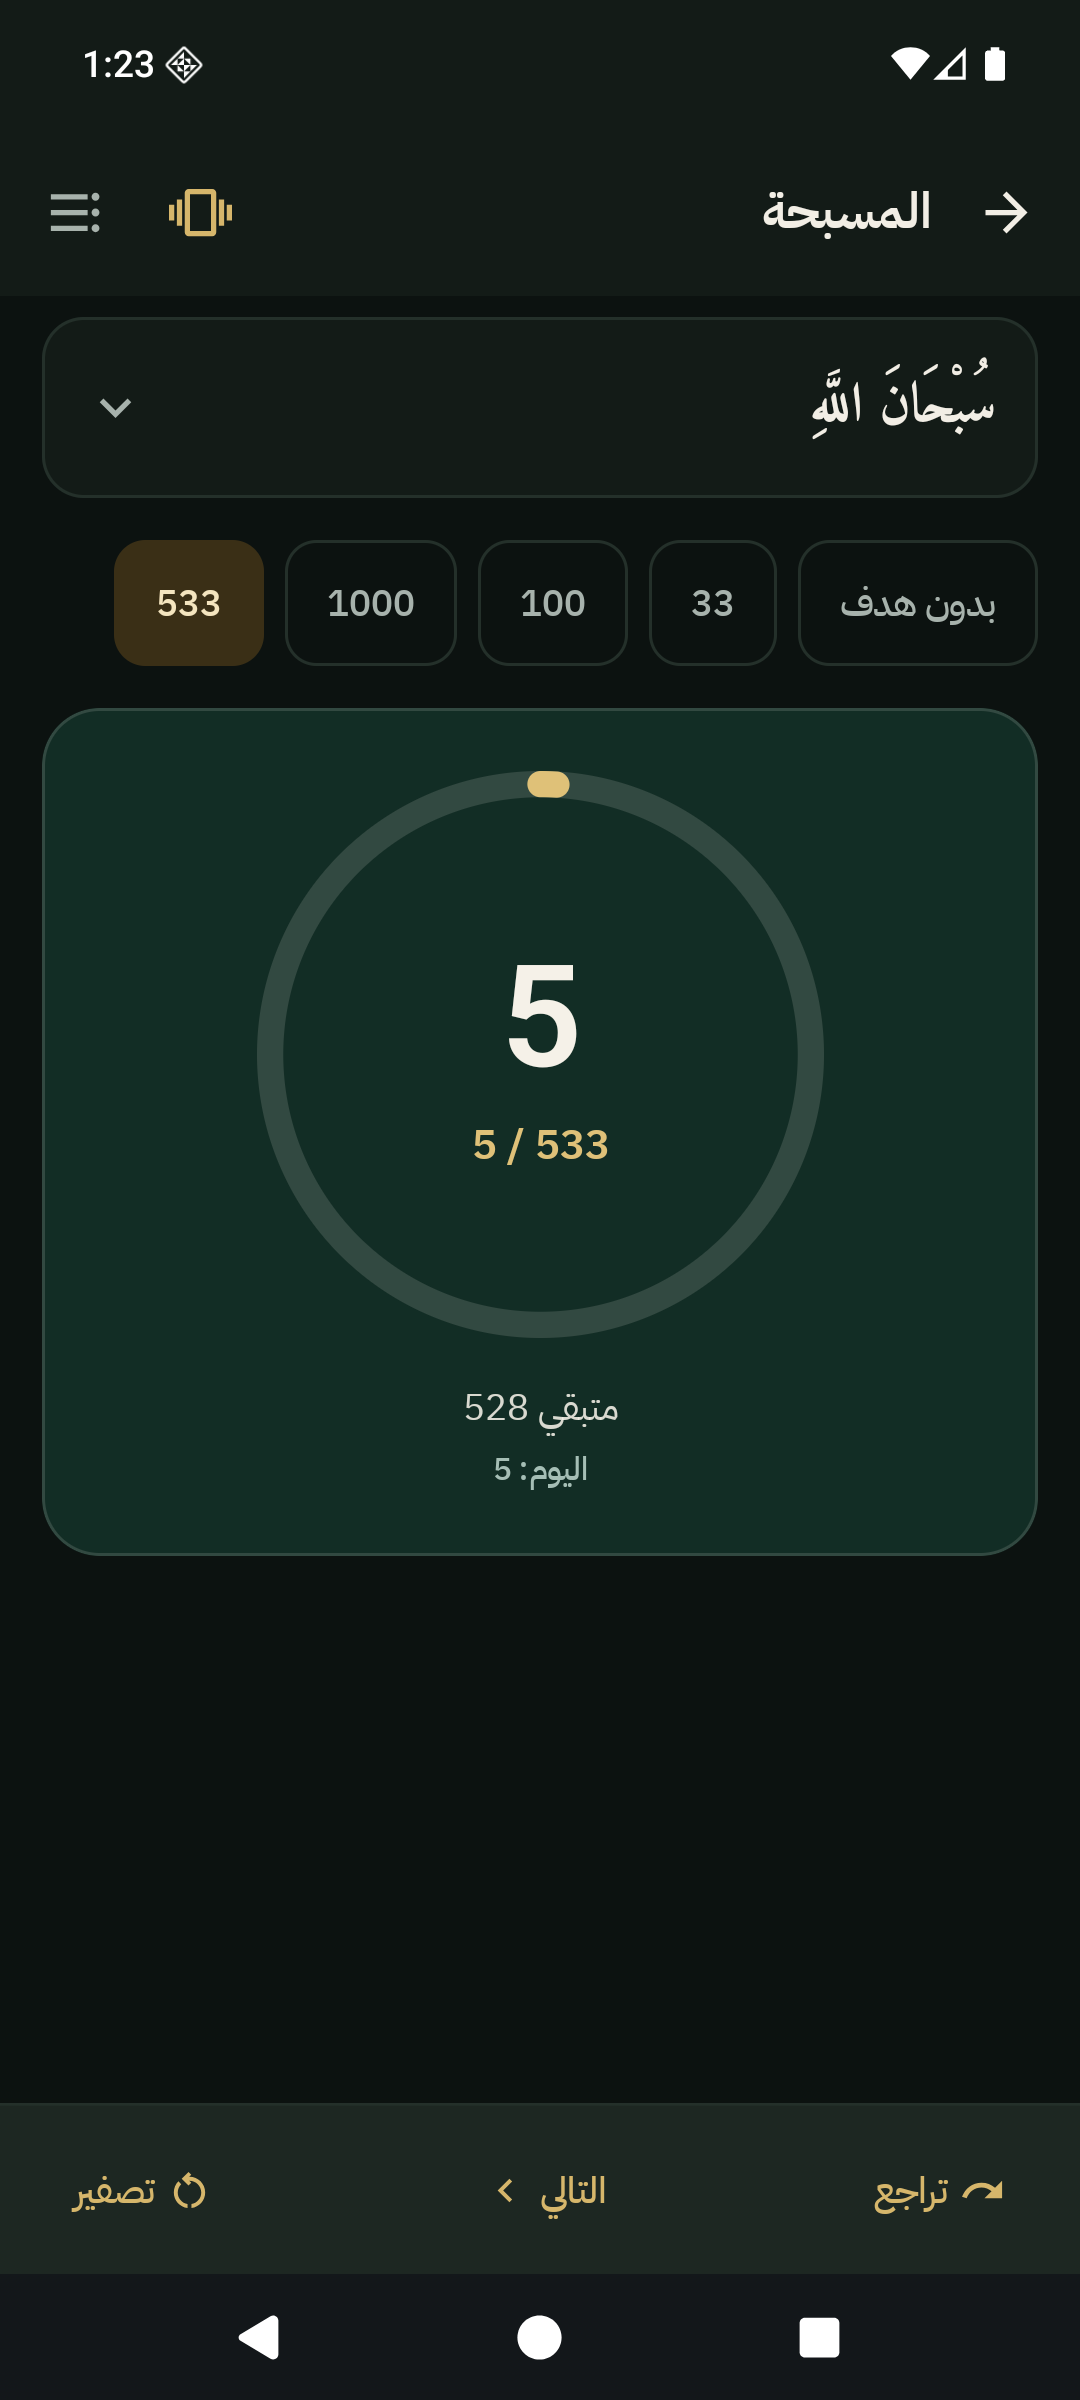 1:23
المسبحة
سُبْحَانَ اللَّهِ
بدون هدف 33 100 1000 533
5
5 / 533
متبقي 528
اليوم: 5
تراجع التالي تصفير